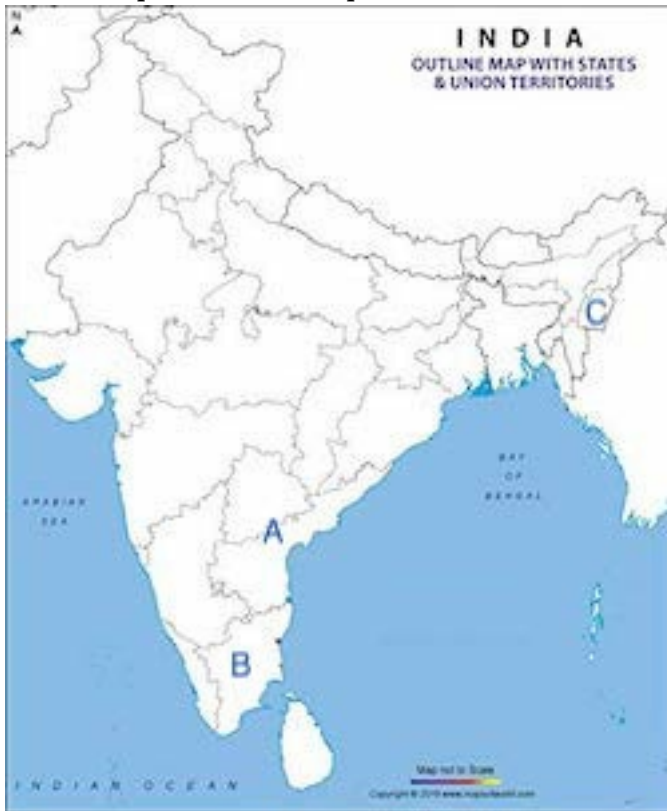 N
INDIA
OUTLINE MAP WITH STATES
& UNION TERRITORIES
C
BAY
OF
BENGAL
ARABIAN
SEA
A
B
Map not to Scale
INDIAN OCEAN